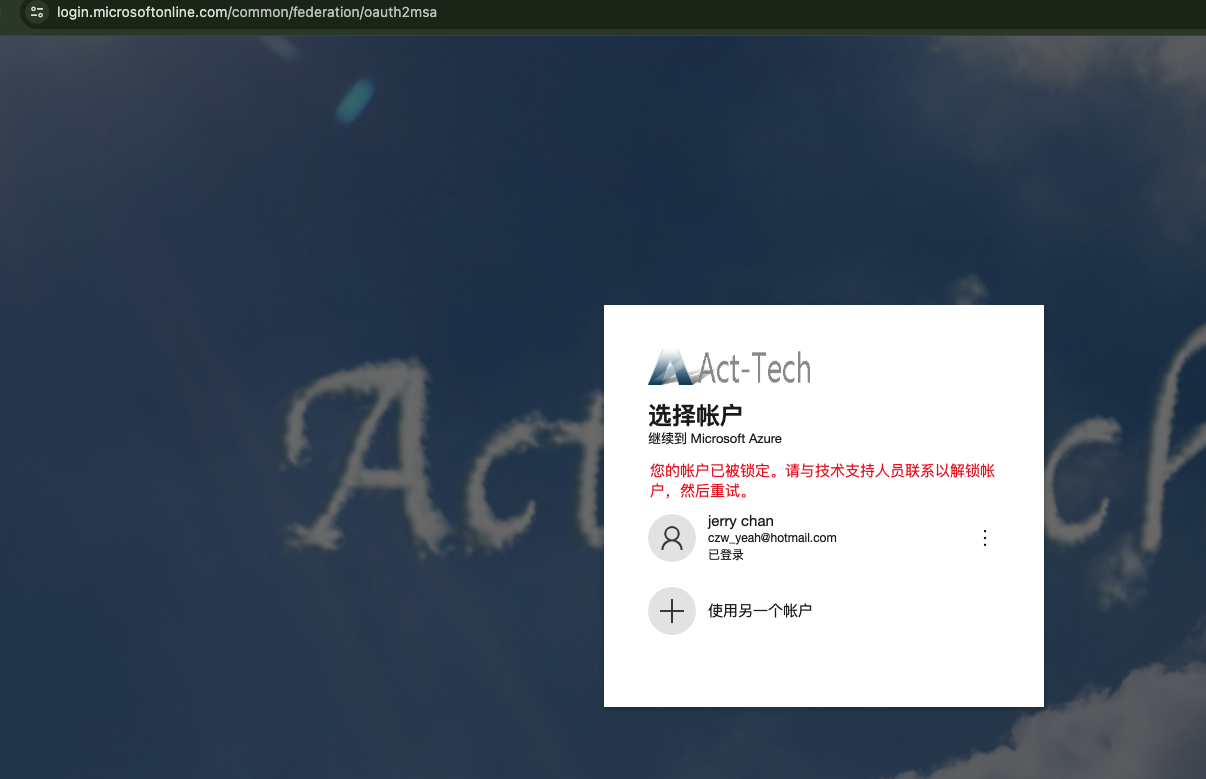 login.microsoftonline.com/common/federation/oauth2msa
Act-Tech
选择帐户
继续到 Microsoft Azure
您的帐户已被锁定。请与技术支持人员联系以解锁帐
户，然后重试。
jerry chan
czw_yeah@hotmail.com
已登录
使用另一个帐户